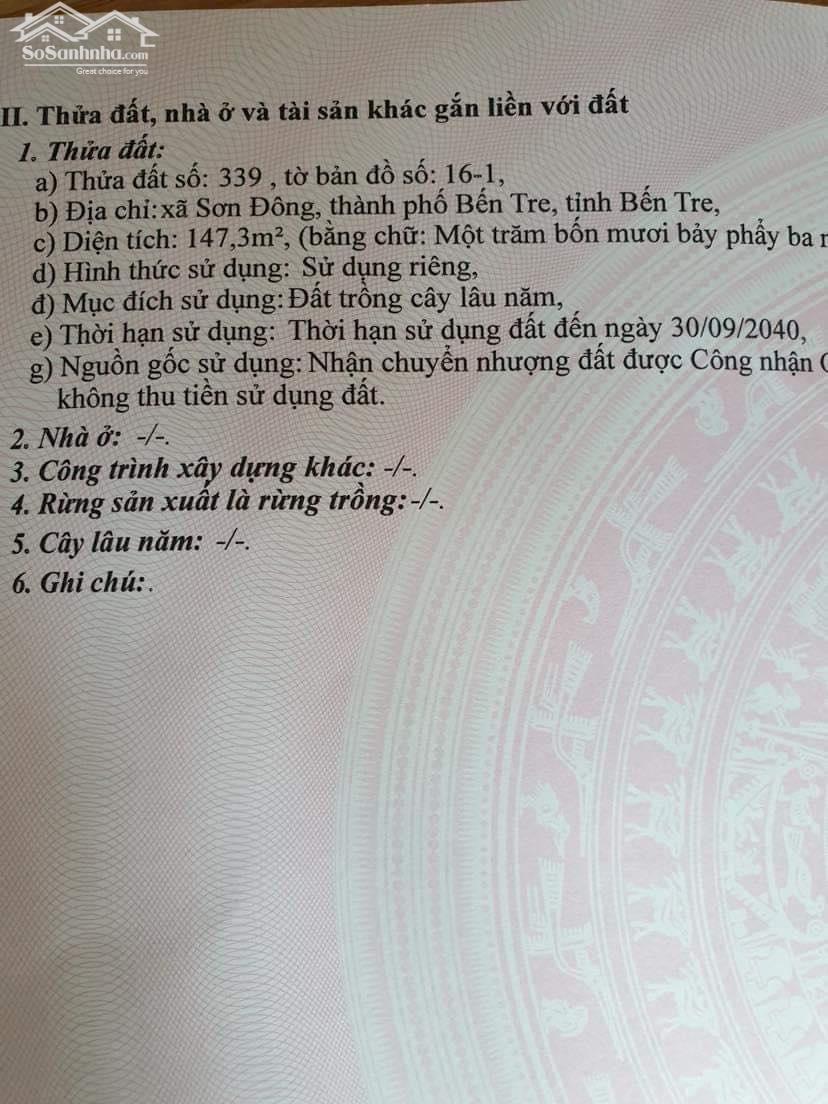 SoSanhnha.com
Great choice for you
II. Thửa đất, nhà ở và tài sản khác gắn liền với đất
1. Thửa đất:
a) Thửa đất số: 339 , tờ bản đồ số: 16-1,
b) Địa chỉ:xã Sơn Đông, thành phố Bến Tre, tỉnh Bến Tre,
c) Diện tích: 147,3m², (bằng chữ: Một trăm bốn mươi bảy phẩy ba
d) Hình thức sử dụng: Sử dụng riêng,
đ) Mục đích sử dụng:Đất trồng cây lâu năm,
e) Thời hạn sử dụng: Thời hạn sử dụng đất đến ngày 30/09/2040,
g) Nguồn gốc sử dụng: Nhận chuyển nhượng đất được Công nhận
không thu tiền sử dụng đất.
2. Nhà ở: -/-.
3. Công trình xây dựng khác: -/-.
4. Rừng sản xuất là rừng trồng:-/-.
5. Cây lâu năm: -/-.
6. Ghi chú:.